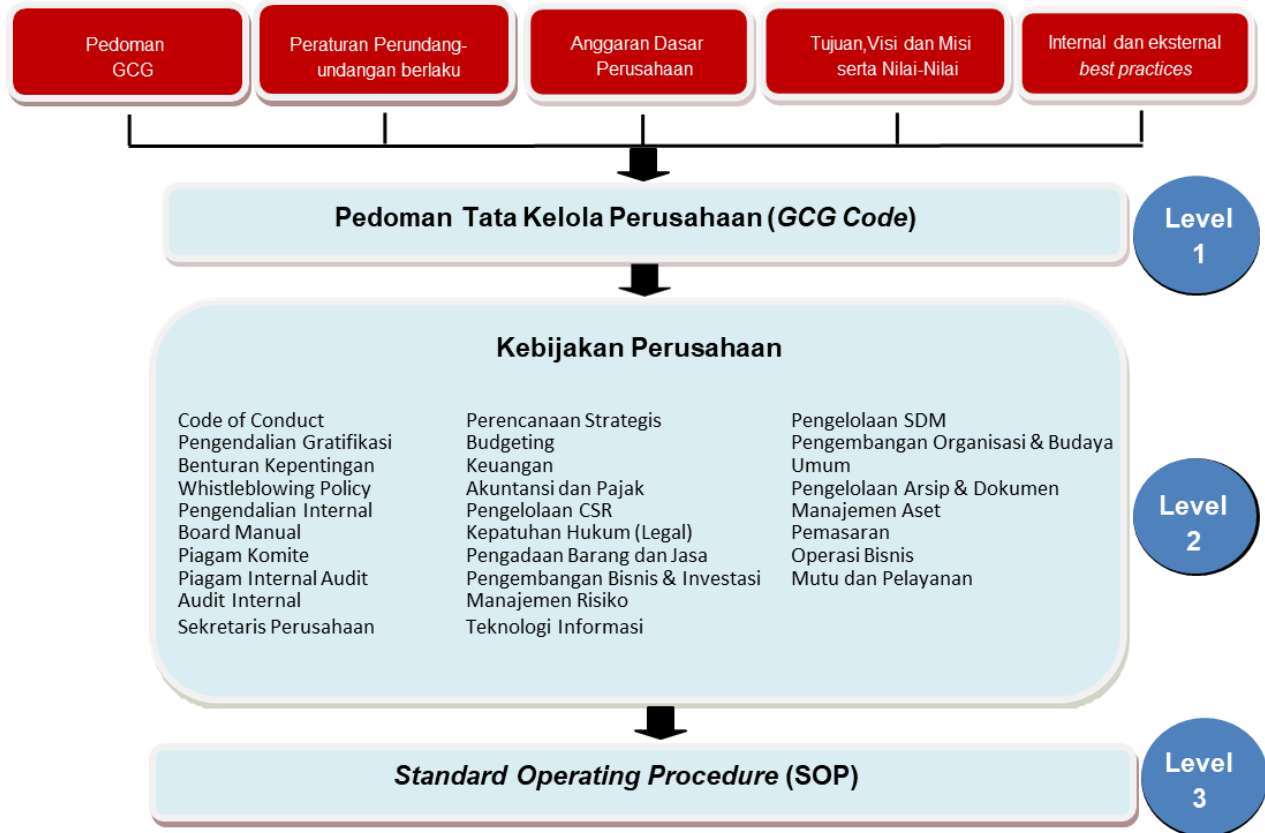 Pedoman
GCG
Peraturan Perundang-
undangan berlaku
Anggaran Dasar
Perusahaan
Tujuan,Visi dan Misi
serta Nilai-Nilai
Internal dan eksternal
best practices
Pedoman Tata Kelola Perusahaan (GCG Code)
Level
1
Kebijakan Perusahaan
Code of Conduct
Pengendalian Gratifikasi
Benturan Kepentingan
Whistleblowing Policy
Pengendalian Internal
Board Manual
Piagam Komite
Piagam Internal Audit
Audit Internal
Sekretaris Perusahaan
Perencanaan Strategis
Budgeting
Keuangan
Akuntansi dan Pajak
Pengelolaan CSR
Kepatuhan Hukum (Legal)
Pengadaan Barang dan Jasa
Pengembangan Bisnis & Investasi
Manajemen Risiko
Teknologi Informasi
Pengelolaan SDM
Pengembangan Organisasi & Budaya
Umum
Pengelolaan Arsip & Dokumen
Manajemen Aset
Pemasaran
Operasi Bisnis
Mutu dan Pelayanan
Level
2
Standard Operating Procedure (SOP)
Level
3